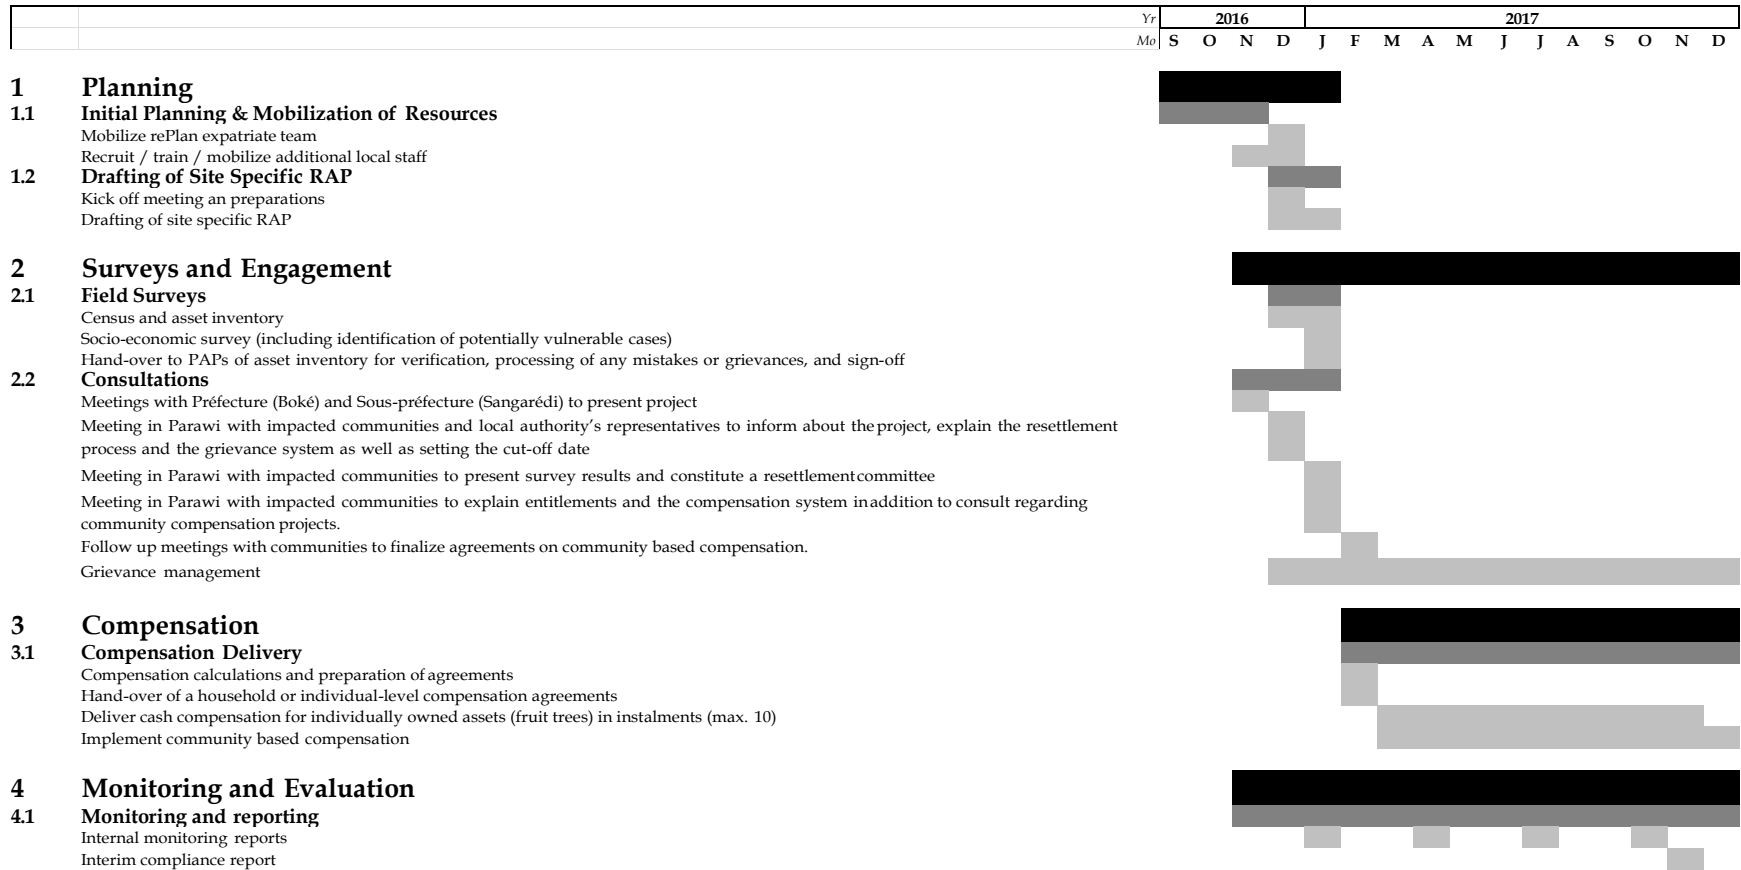 Yr 2016 2017
Mo S O N D J F M A M J J A S O N D
1 Planning
1.1 Initial Planning & Mobilization of Resources
Mobilize rePlan expatriate team
Recruit / train / mobilize additional local staff
1.2 Drafting of Site Specific RAP
Kick off meeting an preparations
Drafting of site specific RAP
2 Surveys and Engagement
2.1 Field Surveys
Census and asset inventory
Socio-economic survey (including identification of potentially vulnerable cases)
Hand-over to PAPs of asset inventory for verification, processing of any mistakes or grievances, and sign-off
2.2 Consultations
Meetings with Préfecture (Boké) and Sous-préfecture (Sangarédi) to present project
Meeting in Parawi with impacted communities and local authority's representatives to inform about the project, explain the resettlement
process and the grievance system as well as setting the cut-off date
Meeting in Parawi with impacted communities to present survey results and constitute a resettlement committee
Meeting in Parawi with impacted communities to explain entitlements and the compensation system in addition to consult regarding
community compensation projects.
Follow up meetings with communities to finalize agreements on community based compensation.
Grievance management
3 Compensation
3.1 Compensation Delivery
Compensation calculations and preparation of agreements
Hand-over of a household or individual-level compensation agreements
Deliver cash compensation for individually owned assets (fruit trees) in instalments (max. 10)
Implement community based compensation
4 Monitoring and Evaluation
4.1 Monitoring and reporting
Internal monitoring reports
Interim compliance report